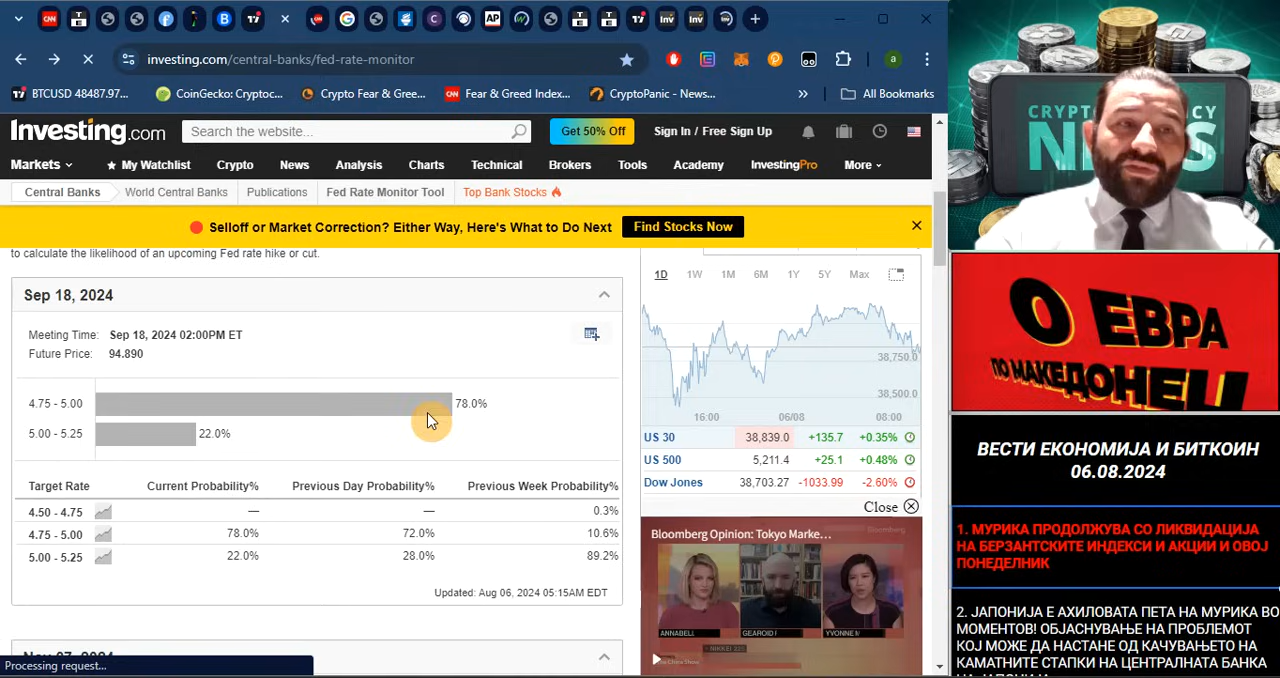 investing.com/central-banks/fed-rate-monitor
BTCUSD 48487.97...
CoinGecko: Cryptoc...
Crypto Fear & Gree...
Fear & Greed Index...
CryptoPanic - News...
All Bookmarks
Investing.com
Search the website...
Get 50% Off
Sign In / Free Sign Up
Markets
My Watchlist
Crypto
News
Analysis
Charts
Technical
Brokers
Tools
Academy
InvestingPro
More
Central Banks
World Central Banks
Publications
Fed Rate Monitor Tool
Top Bank Stocks
Selloff or Market Correction? Either Way, Here's What to Do Next
Find Stocks Now
to calculate the likelihood of an upcoming Fed rate hike or cut.
Sep 18, 2024
Meeting Time: Sep 18, 2024 02:00PM ET
Future Price: 94.890
4.75 - 5.00 78.0%
5.00 - 5.25 22.0%
Target Rate Current Probability% Previous Day Probability% Previous Week Probability%
4.50 - 4.75 — — 0.3%
4.75 - 5.00 78.0% 72.0% 10.6%
5.00 - 5.25 22.0% 28.0% 89.2%
Updated: Aug 06, 2024 05:15AM EDT
Processing request...
1D 1W 1M 6M 1Y 5Y Max
38,750.0
38,500.0
16:00 06/08 08:00
US 30 38,839.0 +135.7 +0.35%
US 500 5,211.4 +25.1 +0.48%
Dow Jones 38,703.27 -1033.99 -2.60%
Close
Bloomberg Opinion: Tokyo Marke...
Bloomberg Opinion
ANNABEL
YVONNE
О ЕВРА
ПО МАКЕДОНЕЦ
ВЕСТИ ЕКОНОМИЈА И БИТКОИН
06.08.2024
1. МУРИКА ПРОДОЛЖУВА СО ЛИКВИДАЦИЈА
НА БЕРЗАНТСКИТЕ ИНДЕКСИ И АКЦИИ И ОВОЈ
ПОНЕДЕЛНИК
2. ЈАПОНИЈА Е АХИЛОВАТА ПЕТА НА МУРИКА ВО
МОМЕНТОВ! ОБЈАСНУВАЊЕ НА ПРОБЛЕМОТ
КОЈ МОЖЕ ДА НАСТАНЕ ОД КАЧУВАЊЕТО НА
КАМАТНИТЕ СТАПКИ НА ЦЕНТРАЛНАТА БАНКА